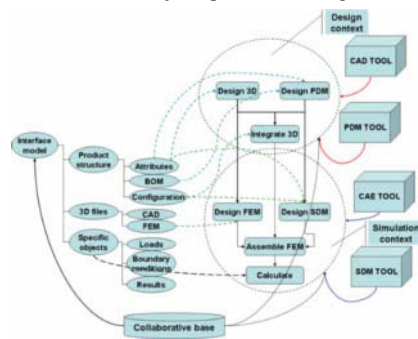 Design
context
CAD TOOL
Design 3D
Design PDM
PDM TOOL
Integrate 3D
Interface
model
Product
structure
Attributes
BOM
Configuration
CAE TOOL
3D files
CAD
FEM
Design FEM
Design SDM
Simulation
context
Specific
objects
Loads
Boundary
conditions
Results
Assemble FEM
Calculate
SDM TOOL
Collaborative base